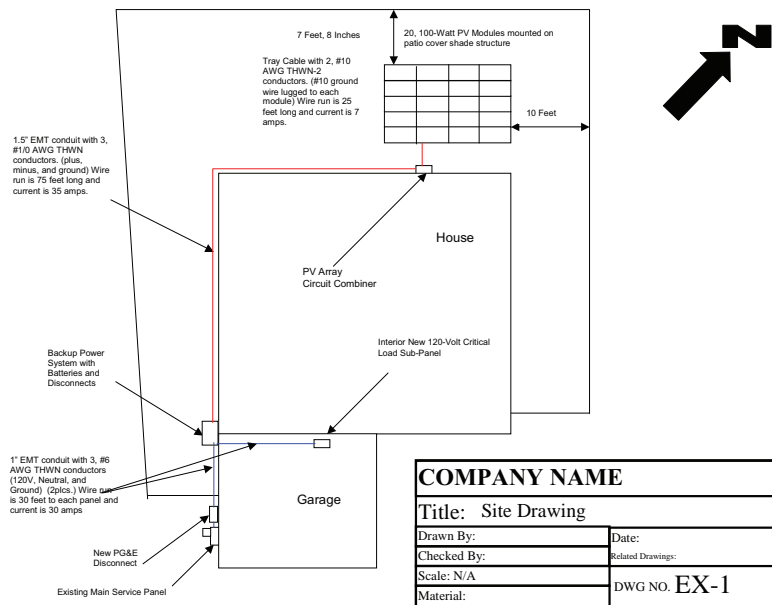 7 Feet, 8 Inches
20, 100-Watt PV Modules mounted on
patio cover shade structure
N
Tray Cable with 2, #10
AWG THWN-2
conductors. (#10 ground
wire lugged to each
module) Wire run is 25
feet long and current is 7
amps.
10 Feet
1.5" EMT conduit with 3,
#1/0 AWG THWN
conductors. (plus,
minus, and ground) Wire
run is 75 feet long and
current is 35 amps.
House
PV Array
Circuit Combiner
Interior New 120-Volt Critical
Load Sub-Panel
Backup Power
System with
Batteries and
Disconnects
1" EMT conduit with 3, #6
AWG THWN conductors
(120V, Neutral, and
Ground) (2plcs.) Wire run
is 30 feet to each panel and
current is 30 amps
Garage
New PG&E
Disconnect
Existing Main Service Panel
COMPANY NAME
Title: Site Drawing
Drawn By:
Date:
Checked By:
Related Drawings:
Scale: N/A
DWG NO. EX-1
Material: